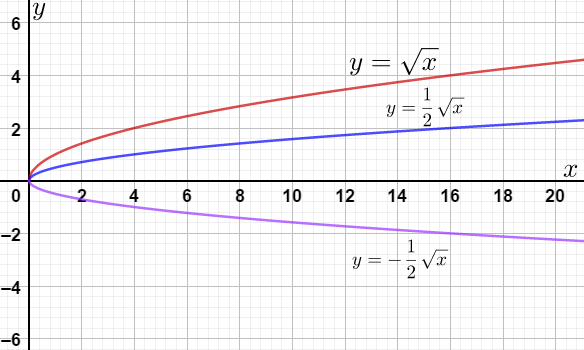 y
6
y = √x
4
y = 1/2 √x
2
x
0 2 4 6 8 10 12 14 16 18 20
−2
y = − 1/2 √x
−4
−6